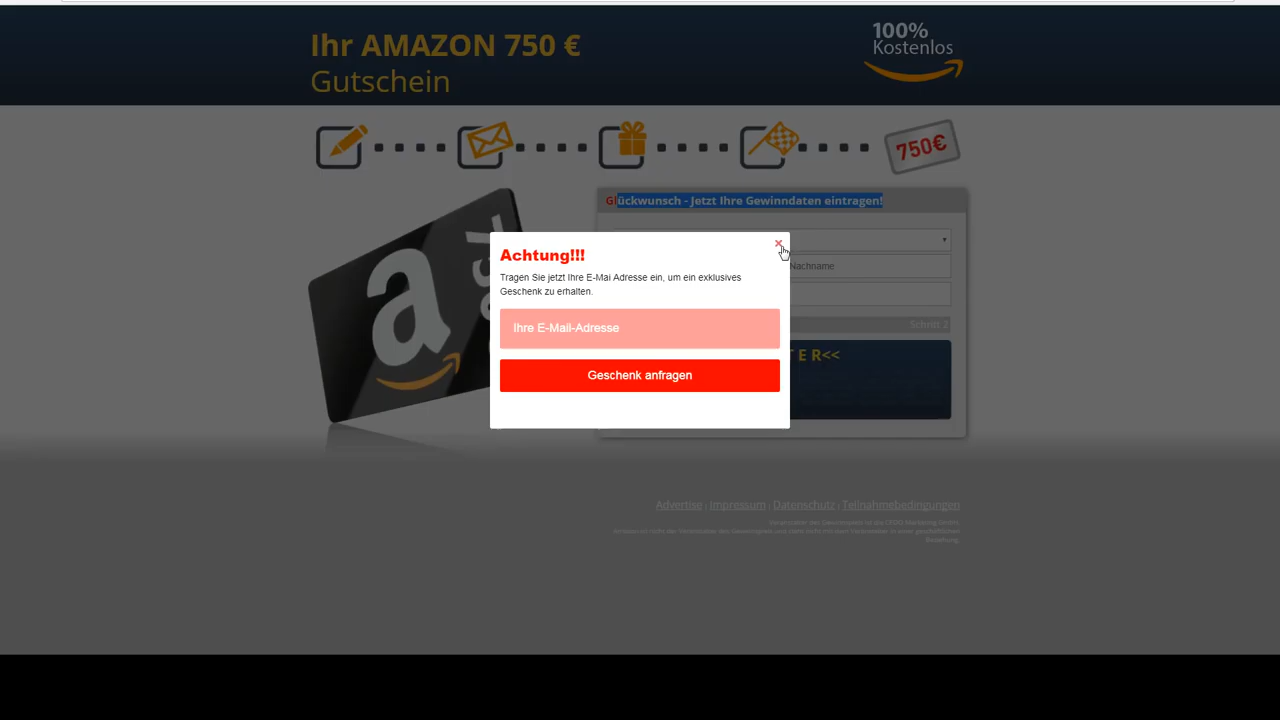 Ihr AMAZON 750 €
Gutschein
100%
Kostenlos
750€
Glückwunsch - Jetzt Ihre Gewinndaten eintragen!
Achtung!!!
Tragen Sie jetzt Ihre E-Mai Adresse ein, um ein exklusives
Geschenk zu erhalten.
Nachname
Ihre E-Mail-Adresse
Schritt 2
T E R<<
Geschenk anfragen
Advertise | Impressum | Datenschutz | Teilnahmebedingungen